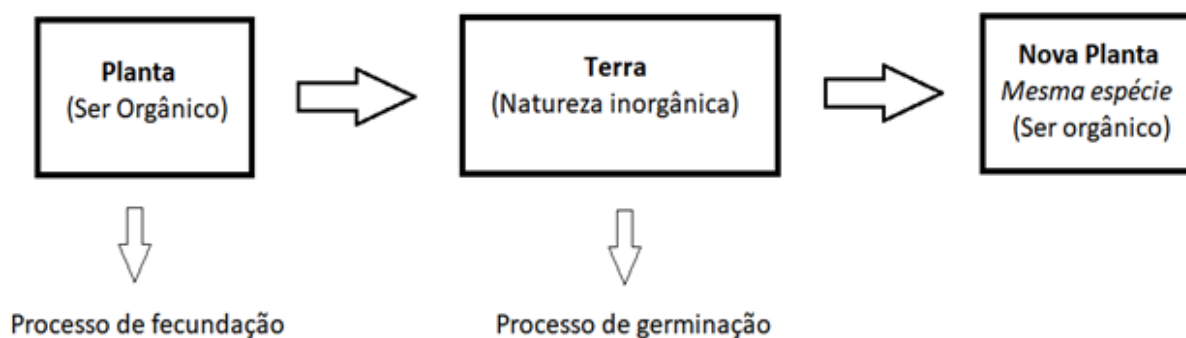 Planta
(Ser Orgânico)
Terra
(Natureza inorgânica)
Nova Planta
Mesma espécie
(Ser orgânico)
Processo de fecundação
Processo de germinação